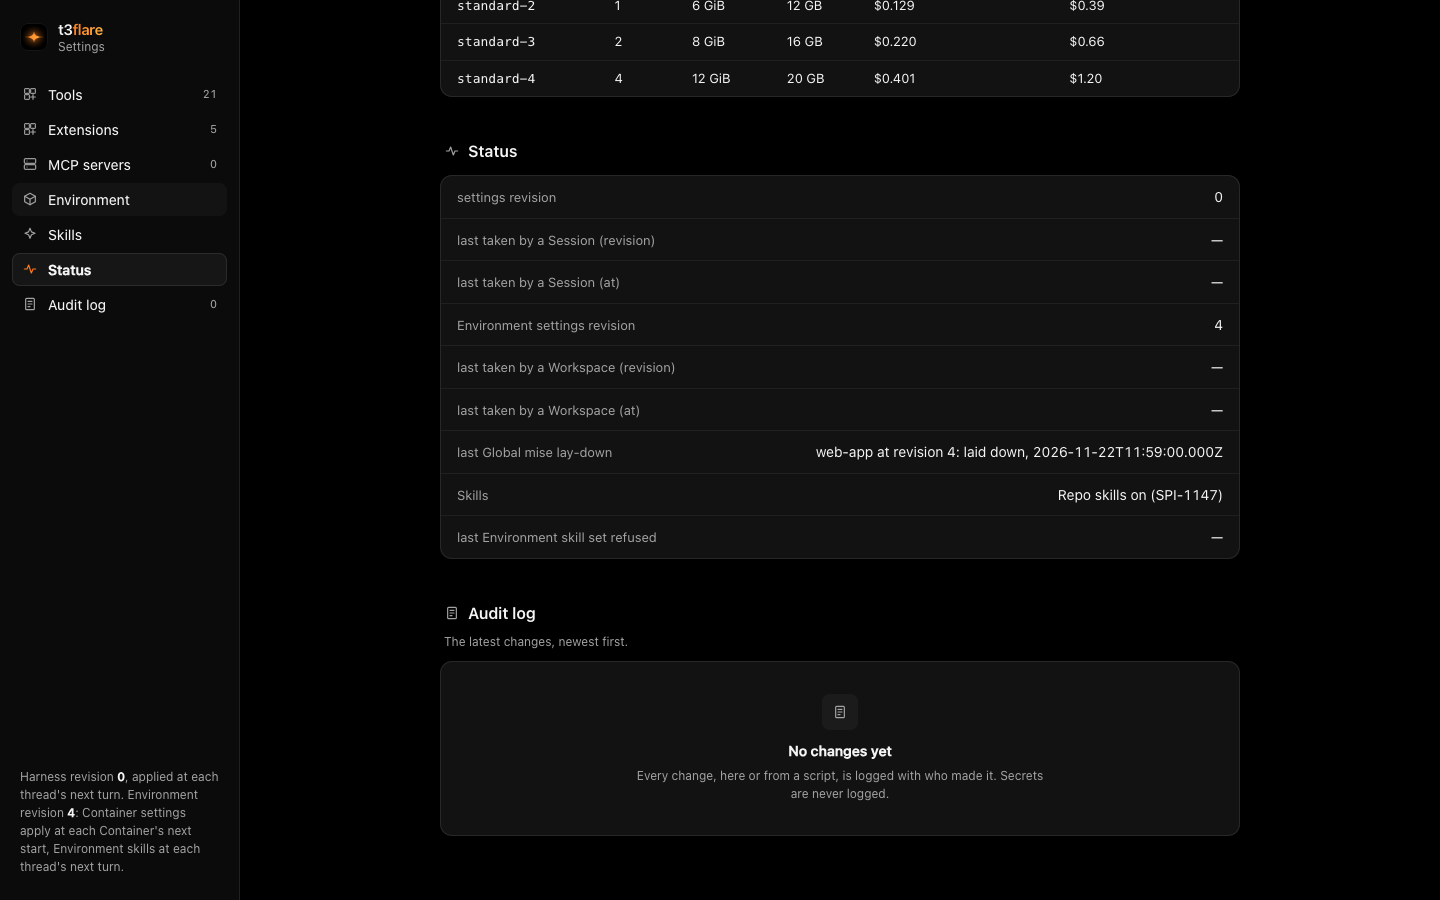 t3flare
Settings
Tools 21
Extensions 5
MCP servers 0
Environment
Skills
Status
Audit log 0
Harness revision 0, applied at each
thread's next turn. Environment
revision 4: Container settings
apply at each Container's next
start, Environment skills at each
thread's next turn.
standard-2 1 6 GiB 12 GB $0.129 $0.39
standard-3 2 8 GiB 16 GB $0.220 $0.66
standard-4 4 12 GiB 20 GB $0.401 $1.20
Status
settings revision 0
last taken by a Session (revision) —
last taken by a Session (at) —
Environment settings revision 4
last taken by a Workspace (revision) —
last taken by a Workspace (at) —
last Global mise lay-down web-app at revision 4: laid down, 2026-11-22T11:59:00.000Z
Skills Repo skills on (SPI-1147)
last Environment skill set refused —
Audit log
The latest changes, newest first.
No changes yet
Every change, here or from a script, is logged with who made it. Secrets
are never logged.